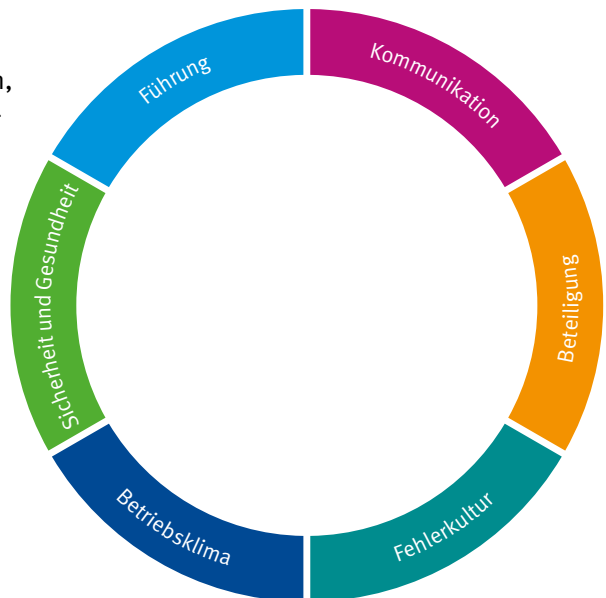 Führung
Kommunikation
Sicherheit und Gesundheit
Beteiligung
Betriebsklima
Fehlerkultur